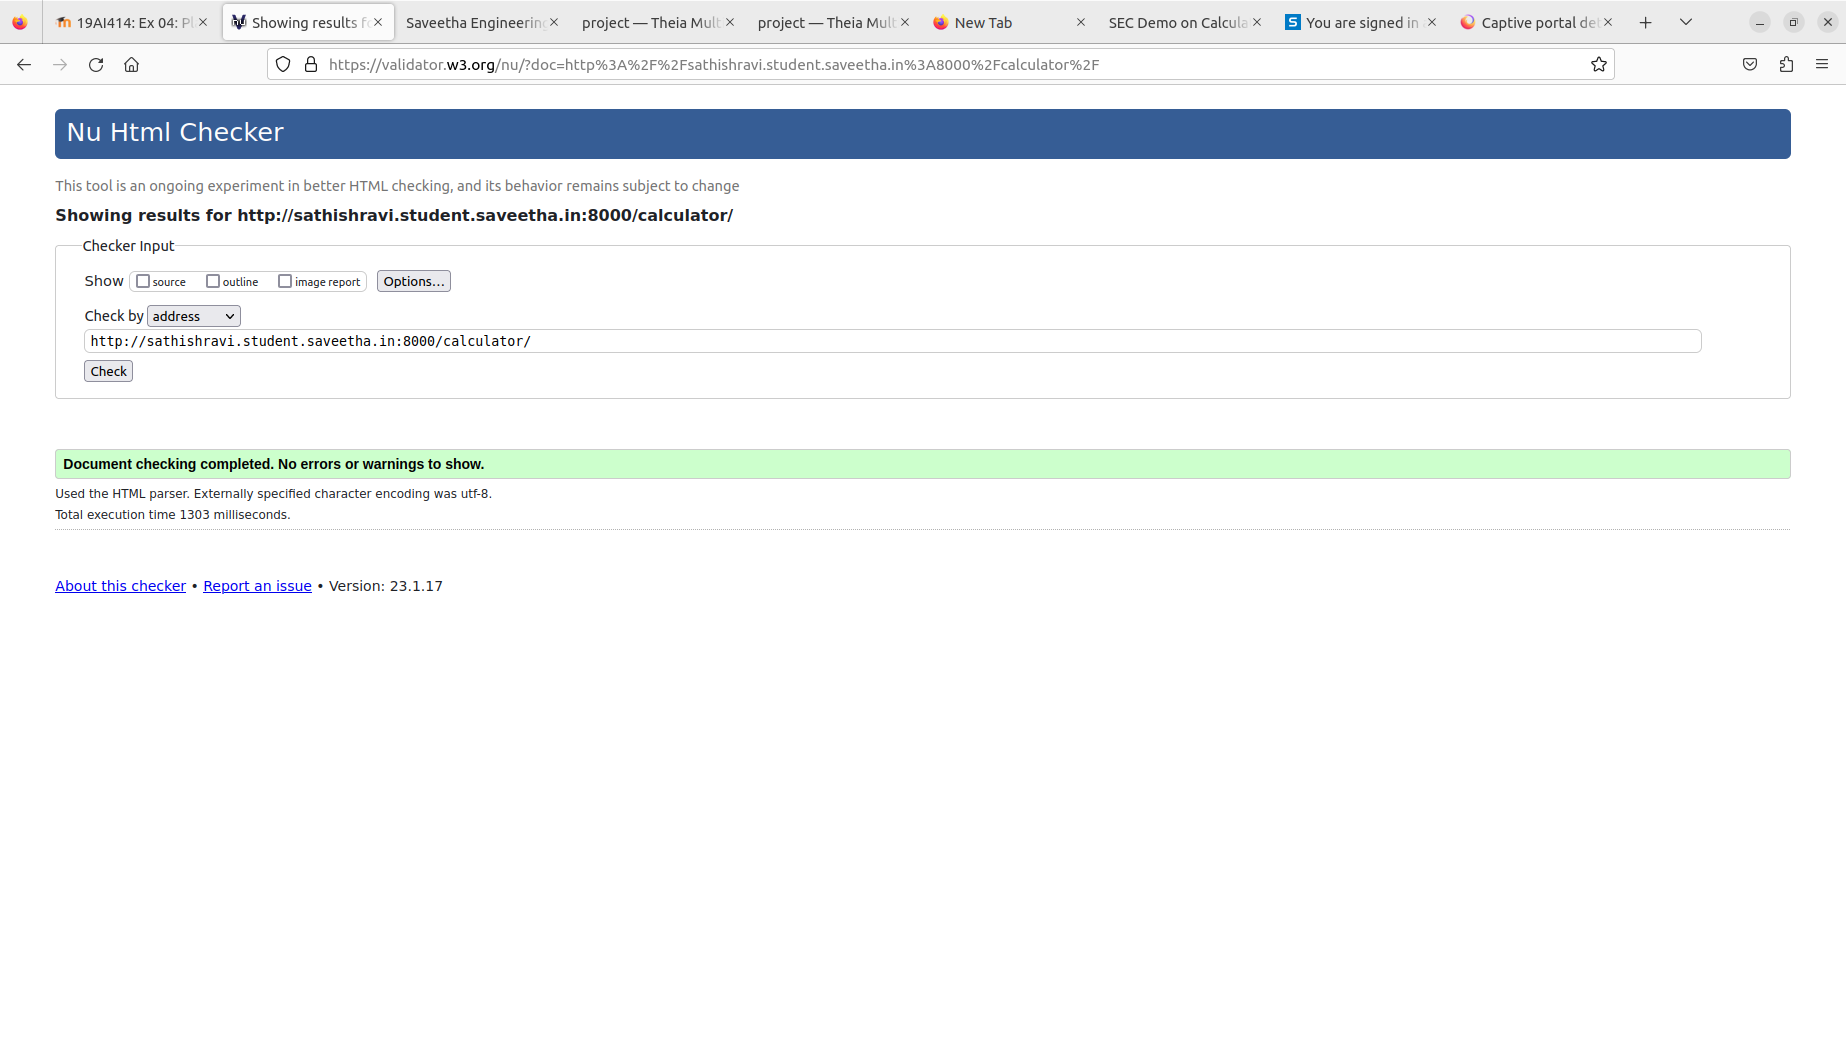 19AI414: Ex 04: Pl
Showing results fo
Saveetha Engineering
project — Theia Mult
project — Theia Mult
New Tab
SEC Demo on Calcula
You are signed in a
Captive portal det
https://validator.w3.org/nu/?doc=http%3A%2F%2Fsathishravi.student.saveetha.in%3A8000%2Fcalculator%2F
Nu Html Checker
This tool is an ongoing experiment in better HTML checking, and its behavior remains subject to change
Showing results for http://sathishravi.student.saveetha.in:8000/calculator/
Checker Input
Show source outline image report Options...
Check by address
http://sathishravi.student.saveetha.in:8000/calculator/
Check
Document checking completed. No errors or warnings to show.
Used the HTML parser. Externally specified character encoding was utf-8.
Total execution time 1303 milliseconds.
About this checker • Report an issue • Version: 23.1.17